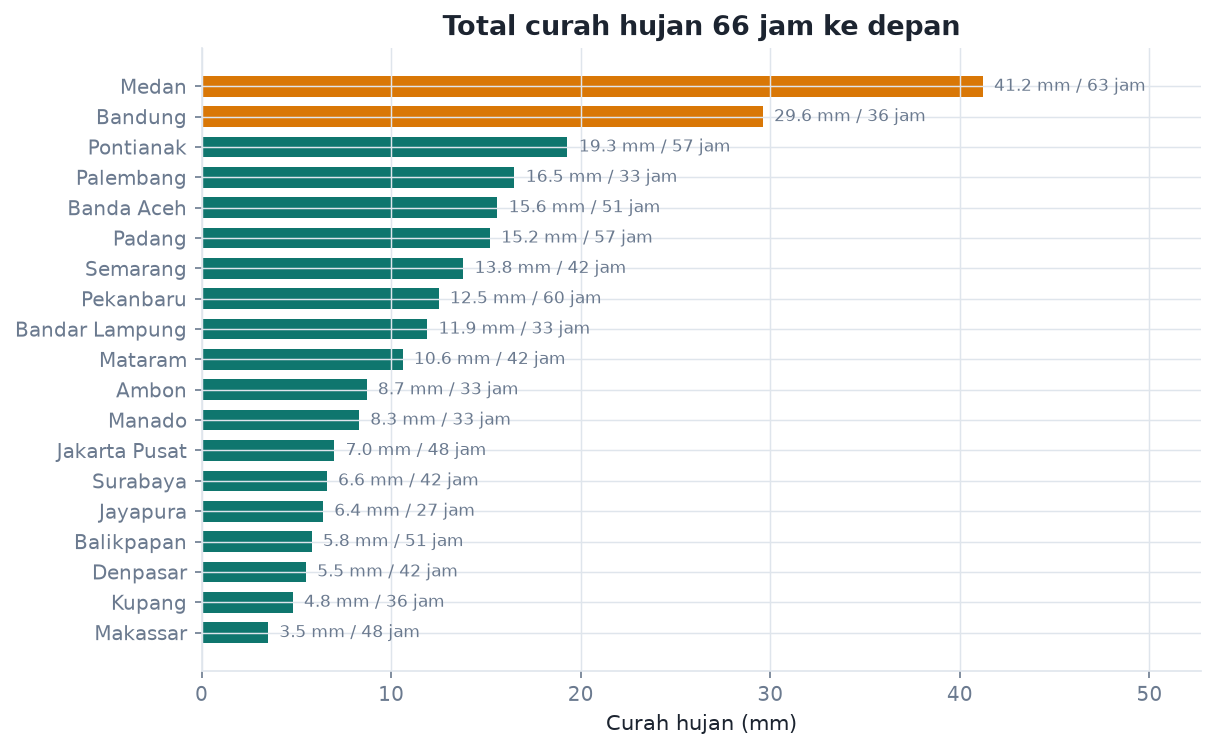 Total curah hujan 66 jam ke depan
Medan 41.2 mm / 63 jam
Bandung 29.6 mm / 36 jam
Pontianak 19.3 mm / 57 jam
Palembang 16.5 mm / 33 jam
Banda Aceh 15.6 mm / 51 jam
Padang 15.2 mm / 57 jam
Semarang 13.8 mm / 42 jam
Pekanbaru 12.5 mm / 60 jam
Bandar Lampung 11.9 mm / 33 jam
Mataram 10.6 mm / 42 jam
Ambon 8.7 mm / 33 jam
Manado 8.3 mm / 33 jam
Jakarta Pusat 7.0 mm / 48 jam
Surabaya 6.6 mm / 42 jam
Jayapura 6.4 mm / 27 jam
Balikpapan 5.8 mm / 51 jam
Denpasar 5.5 mm / 42 jam
Kupang 4.8 mm / 36 jam
Makassar 3.5 mm / 48 jam
0 10 20 30 40 50
Curah hujan (mm)